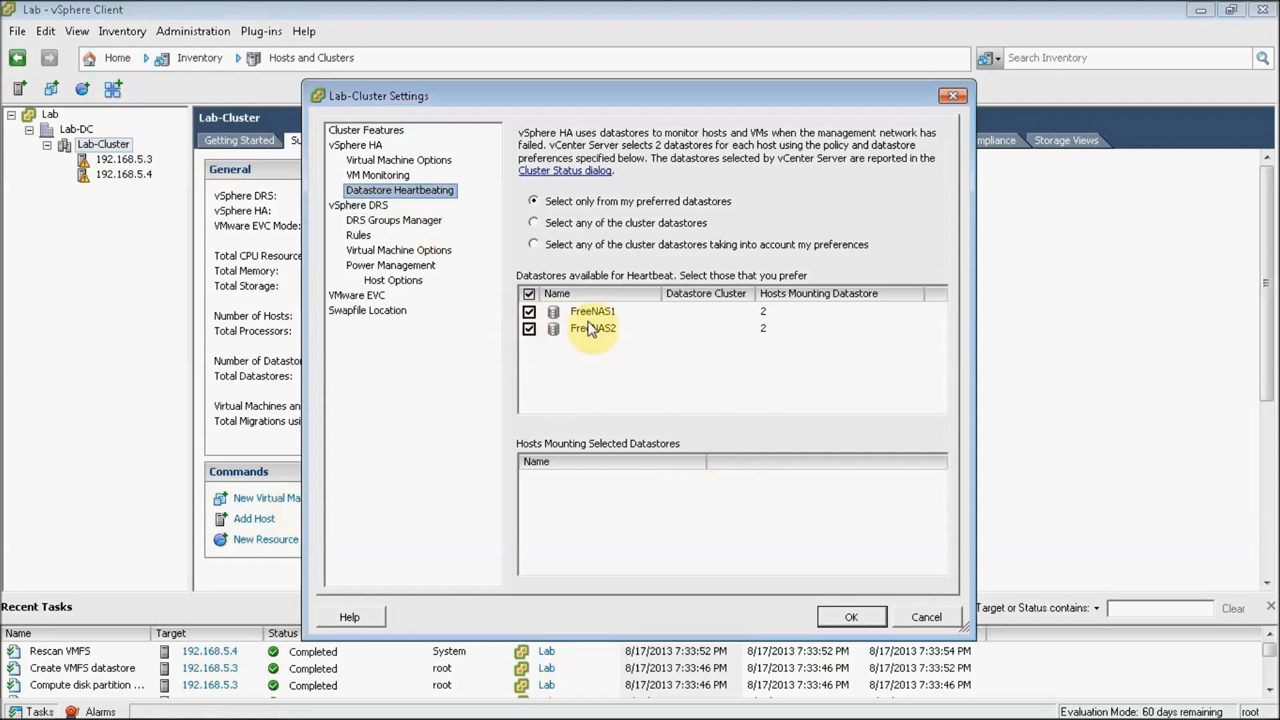 Lab - vSphere Client
File Edit View Inventory Administration Plug-ins Help
Home Inventory Hosts and Clusters Search Inventory
Lab
Lab-DC
Lab-Cluster
192.168.5.3
192.168.5.4
Lab-Cluster
Getting Started
Storage Views
General
vSphere DRS:
vSphere HA:
VMware EVC Mode:
Total CPU Resource
Total Memory:
Total Storage:
Number of Hosts:
Total Processors:
Number of Datastor
Total Datastores:
Virtual Machines an
Total Migrations usi
Commands
New Virtual Ma
Add Host
New Resource
Lab-Cluster Settings
Cluster Features
vSphere HA
Virtual Machine Options
VM Monitoring
Datastore Heartbeating
vSphere DRS
DRS Groups Manager
Rules
Virtual Machine Options
Power Management
Host Options
VMware EVC
Swapfile Location
vSphere HA uses datastores to monitor hosts and VMs when the management network has
failed. vCenter Server selects 2 datastores for each host using the policy and datastore
preferences specified below. The datastores selected by vCenter Server are reported in the
Cluster Status dialog.
Select only from my preferred datastores
Select any of the cluster datastores
Select any of the cluster datastores taking into account my preferences
Datastores available for Heartbeat. Select those that you prefer
Name Datastore Cluster Hosts Mounting Datastore
FreeNAS1 2
FreeNAS2 2
Hosts Mounting Selected Datastores
Name
Help OK Cancel
Recent Tasks
Target or Status contains: Clear
Name Target Status
Rescan VMFS 192.168.5.4 Completed System Lab 8/17/2013 7:33:52 PM 8/17/2013 7:33:52 PM 8/17/2013 7:33:54 PM
Create VMFS datastore 192.168.5.3 Completed root Lab 8/17/2013 7:33:46 PM 8/17/2013 7:33:46 PM 8/17/2013 7:33:52 PM
Compute disk partition ... 192.168.5.3 Completed root Lab 8/17/2013 7:33:46 PM 8/17/2013 7:33:46 PM 8/17/2013 7:33:46 PM
Tasks Alarms Evaluation Mode: 60 days remaining root